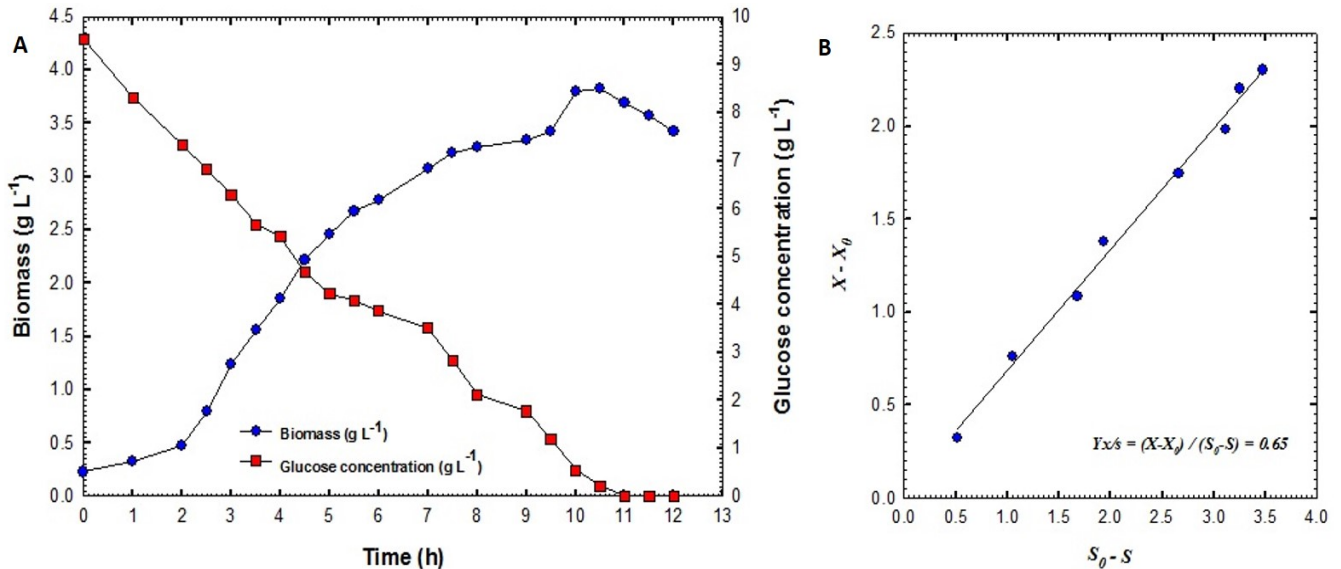 A
4.5
4.0
3.5
3.0
2.5
2.0
1.5
1.0
0.5
0.0
Biomass (g L⁻¹)
10
9
8
7
6
5
4
3
2
1
0
Glucose concentration (g L⁻¹)
Biomass (g L⁻¹)
Glucose concentration (g L⁻¹)
0 1 2 3 4 5 6 7 8 9 10 11 12 13
Time (h)
B
2.5
2.0
1.5
1.0
0.5
0.0
X - X₀
Yx/s = (X-X₀) / (S₀-S) = 0.65
0.0 0.5 1.0 1.5 2.0 2.5 3.0 3.5 4.0
S₀ - S